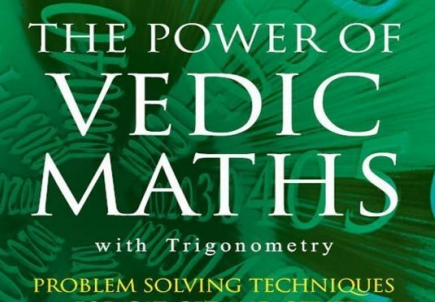 THE POWER OF
VEDIC
MATHS
with Trigonometry
PROBLEM SOLVING TECHNIQUES